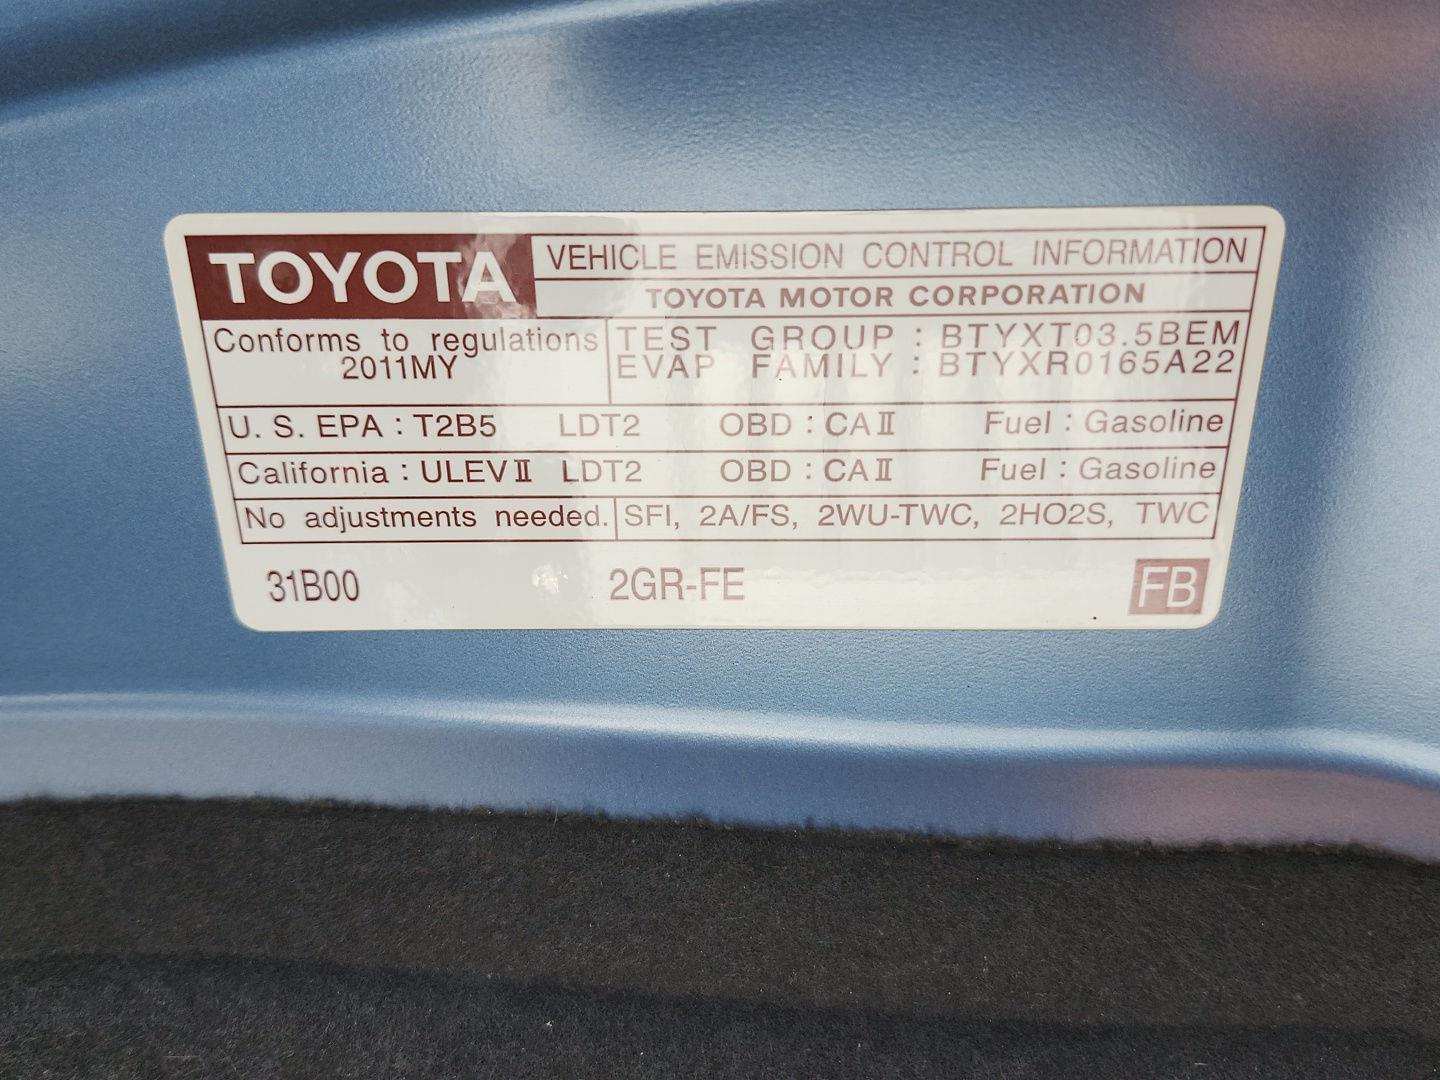 TOYOTA
VEHICLE EMISSION CONTROL INFORMATION
TOYOTA MOTOR CORPORATION
Conforms to regulations
2011MY
TEST GROUP : BTYXT03.5BEM
EVAP FAMILY : BTYXR0165A22
U. S. EPA : T2B5 LDT2 OBD : CAⅡ Fuel : Gasoline
California : ULEVⅡ LDT2 OBD : CAⅡ Fuel : Gasoline
No adjustments needed. SFI, 2A/FS, 2WU-TWC, 2HO2S, TWC
31B00 2GR-FE FB